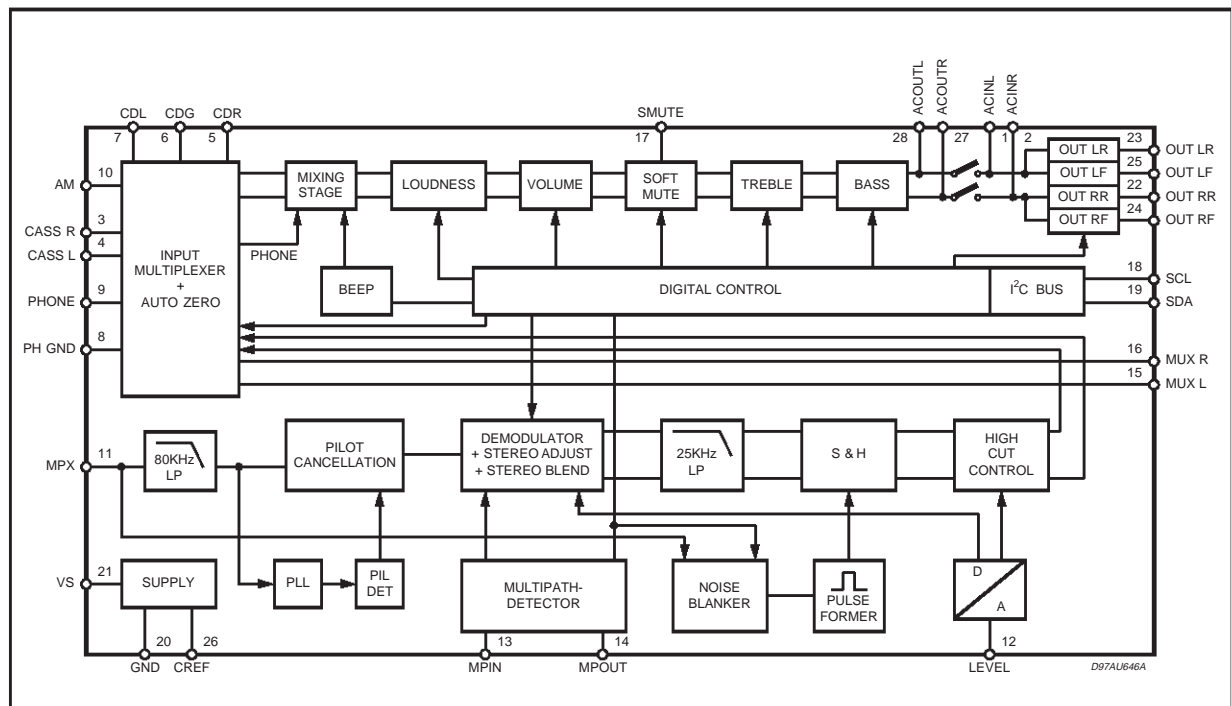 ACOUTL
ACOUTR
ACINL
ACINR
CDL
CDG
CDR
SMUTE
7
6
5
17
28
27
1
2
23
OUT LR
OUT LR
10
AM
MIXING
STAGE
LOUDNESS
VOLUME
SOFT
MUTE
TREBLE
BASS
OUT LF
25
OUT LF
OUT RR
22
OUT RR
3
CASS R
OUT RF
24
OUT RF
4
CASS L
INPUT
MULTIPLEXER
+
AUTO ZERO
PHONE
9
PHONE
BEEP
DIGITAL CONTROL
I2C BUS
18
SCL
19
SDA
8
PH GND
16
MUX R
15
MUX L
11
MPX
80KHz
LP
PILOT
CANCELLATION
DEMODULATOR
+ STEREO ADJUST
+ STEREO BLEND
25KHz
LP
S & H
HIGH
CUT
CONTROL
21
VS
SUPPLY
PLL
PIL
DET
MULTIPATH-
DETECTOR
NOISE
BLANKER
PULSE
FORMER
D
A
20
26
13
14
12
GND
CREF
MPIN
MPOUT
LEVEL
D97AU646A